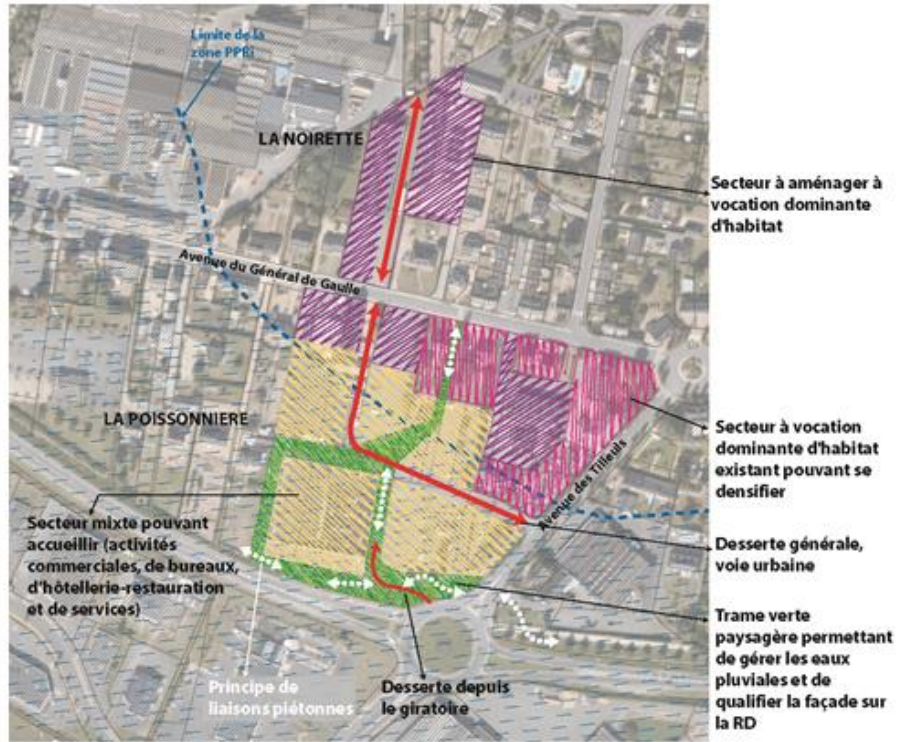 Limite de la
zone PPRi
LA NOIRETTE
Secteur à aménager à
vocation dominante
d'habitat
Avenue du Général de Gaulle
LA POISSONNIERE
Secteur à vocation
dominante d'habitat
existant pouvant se
densifier
Avenue des Tilleuls
Secteur mixte pouvant
accueillir (activités
commerciales, de bureaux,
d'hôtellerie-restauration
et de services)
Desserte générale,
voie urbaine
Trame verte
paysagère permettant
de gérer les eaux
pluviales et de
qualifier la façade sur
la RD
Principe de
liaisons piétonnes
Desserte depuis
le giratoire